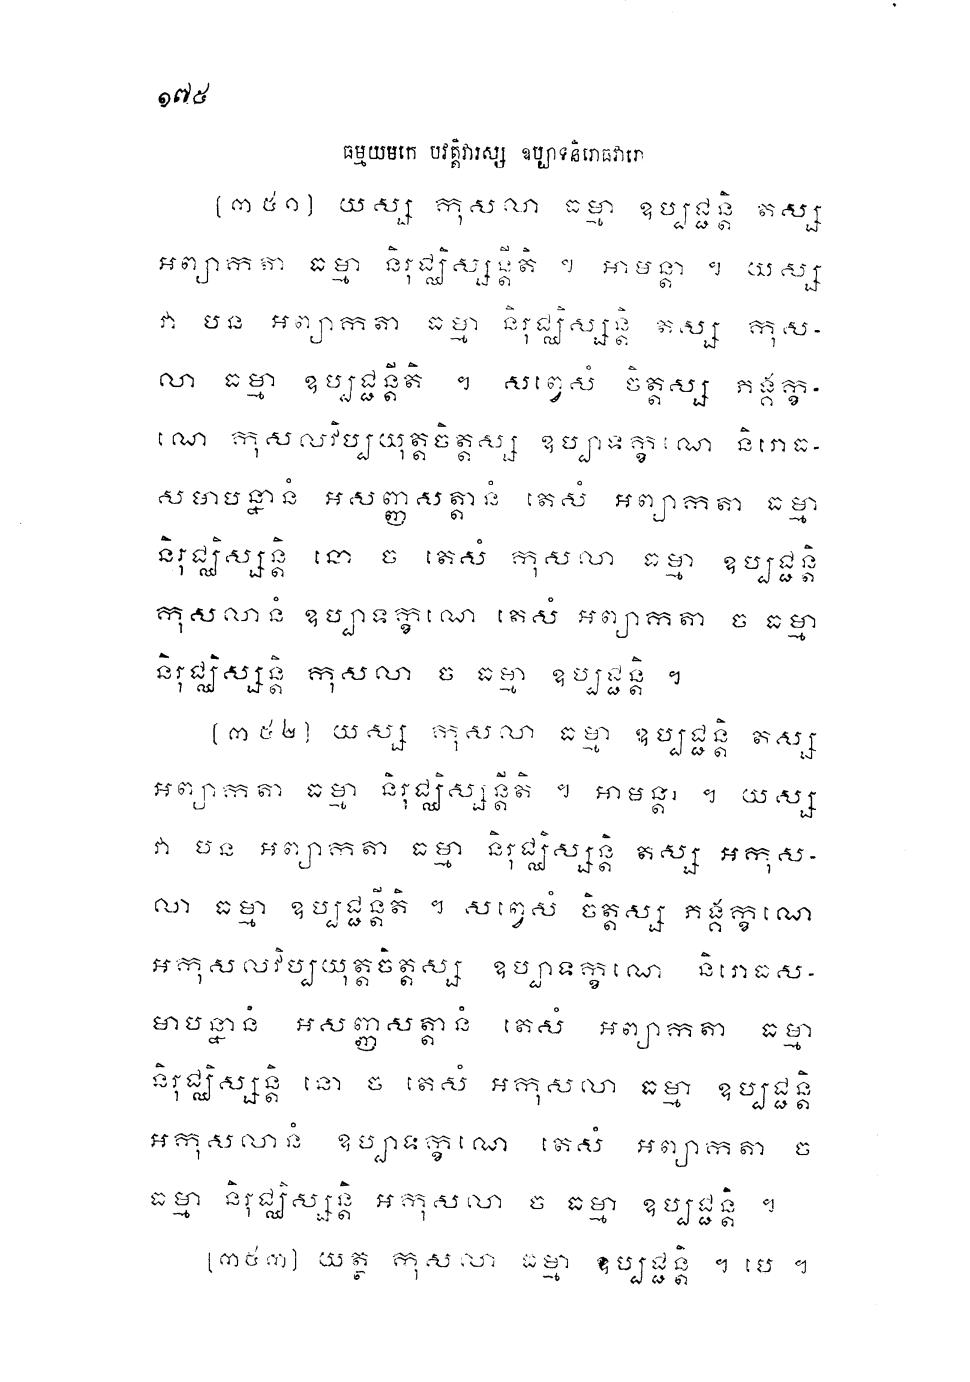 ១៧៥
ធម្មយមកេ បវត្តិវារស្ស ឧប្បាទនិរោធវារោ
[៣៥១] យស្ស កុសលា ធម្មា ឧប្បជ្ជន្តិ តស្ស
អព្យាកតា ធម្មា និរុជ្ឈិស្សន្តីតិ ។ អាមន្តា ។ យស្ស
វា បន អព្យាកតា ធម្មា និរុជ្ឈិស្សន្តិ តស្ស កុស-
លា ធម្មា ឧប្បជ្ជន្តីតិ ។ សព្វេសំ ចិត្តស្ស ភង្គក្ខ-
ណេ កុសលវិប្បយុត្តចិត្តស្ស ឧប្បាទក្ខណេ និរោធ-
សមាបន្នានំ អសញ្ញសត្តានំ តេសំ អព្យាកតា ធម្មា
និរុជ្ឈិស្សន្តិ នោ ច តេសំ កុសលា ធម្មា ឧប្បជ្ជន្តិ
កុសលានំ ឧប្បាទក្ខណេ តេសំ អព្យាកតា ច ធម្មា
និរុជ្ឈិស្សន្តិ កុសលា ច ធម្មា ឧប្បជ្ជន្តិ ។
[៣៥២] យស្ស កុសលា ធម្មា ឧប្បជ្ជន្តិ តស្ស
អព្យាកតា ធម្មា និរុជ្ឈិស្សន្តីតិ ។ អាមន្តា ។ យស្ស
វា បន អព្យាកតា ធម្មា និរុជ្ឈិស្សន្តិ តស្ស អកុស-
លា ធម្មា ឧប្បជ្ជន្តីតិ ។ សព្វេសំ ចិត្តស្ស ភង្គក្ខណេ
អកុសលវិប្បយុត្តចិត្តស្ស ឧប្បាទក្ខណេ និរោធស-
មាបន្នានំ អសញ្ញសត្តានំ តេសំ អព្យាកតា ធម្មា
និរុជ្ឈិស្សន្តិ នោ ច តេសំ អកុសលា ធម្មា ឧប្បជ្ជន្តិ
អកុសលានំ ឧប្បាទក្ខណេ តេសំ អព្យាកតា ច
ធម្មា និរុជ្ឈិស្សន្តិ អកុសលា ច ធម្មា ឧប្បជ្ជន្តិ ។
[៣៥៣] យត្ថ កុសលា ធម្មា ឧប្បជ្ជន្តិ ។ បេ ។